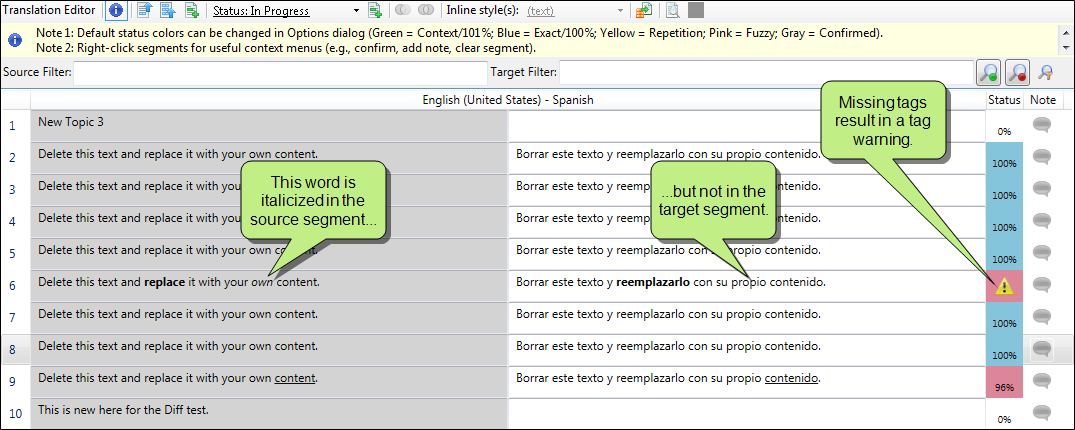 Translation Editor Status: In Progress Inline style(s): (text)
Note 1: Default status colors can be changed in Options dialog (Green = Context/101%; Blue = Exact/100%; Yellow = Repetition; Pink = Fuzzy; Gray = Confirmed).
Note 2: Right-click segments for useful context menus (e.g., confirm, add note, clear segment).
Source Filter: Target Filter:
English (United States) - Spanish Status Note
1 New Topic 3 0%
2 Delete this text and replace it with your own content. Borrar este texto y reemplazarlo con su propio contenido. 100%
3 Delete this text and replace it with your own content. Borrar este texto y reemplazarlo con su propio contenido. 100%
4 Delete this text and replace it with your own Borrar este texto y reemplazarlo con 100%
5 Delete this text and replace it with your own content. Borrar este texto y reemplazarlo con su propio contenido. 100%
6 Delete this text and replace it with your own content. Borrar este texto y reemplazarlo con su propio contenido.
7 Delete this text and replace it with your own content. Borrar este texto y reemplazarlo con su propio contenido. 100%
8 Delete this text and replace it with your own content. Borrar este texto y reemplazarlo con su propio contenido. 100%
9 Delete this text and replace it with your own content. Borrar este texto y reemplazarlo con su propio contenido. 96%
10 This is new here for the Diff test. 0%
This word is
italicized in the
source segment...
...but not in the
target segment.
Missing tags
result in a tag
warning.